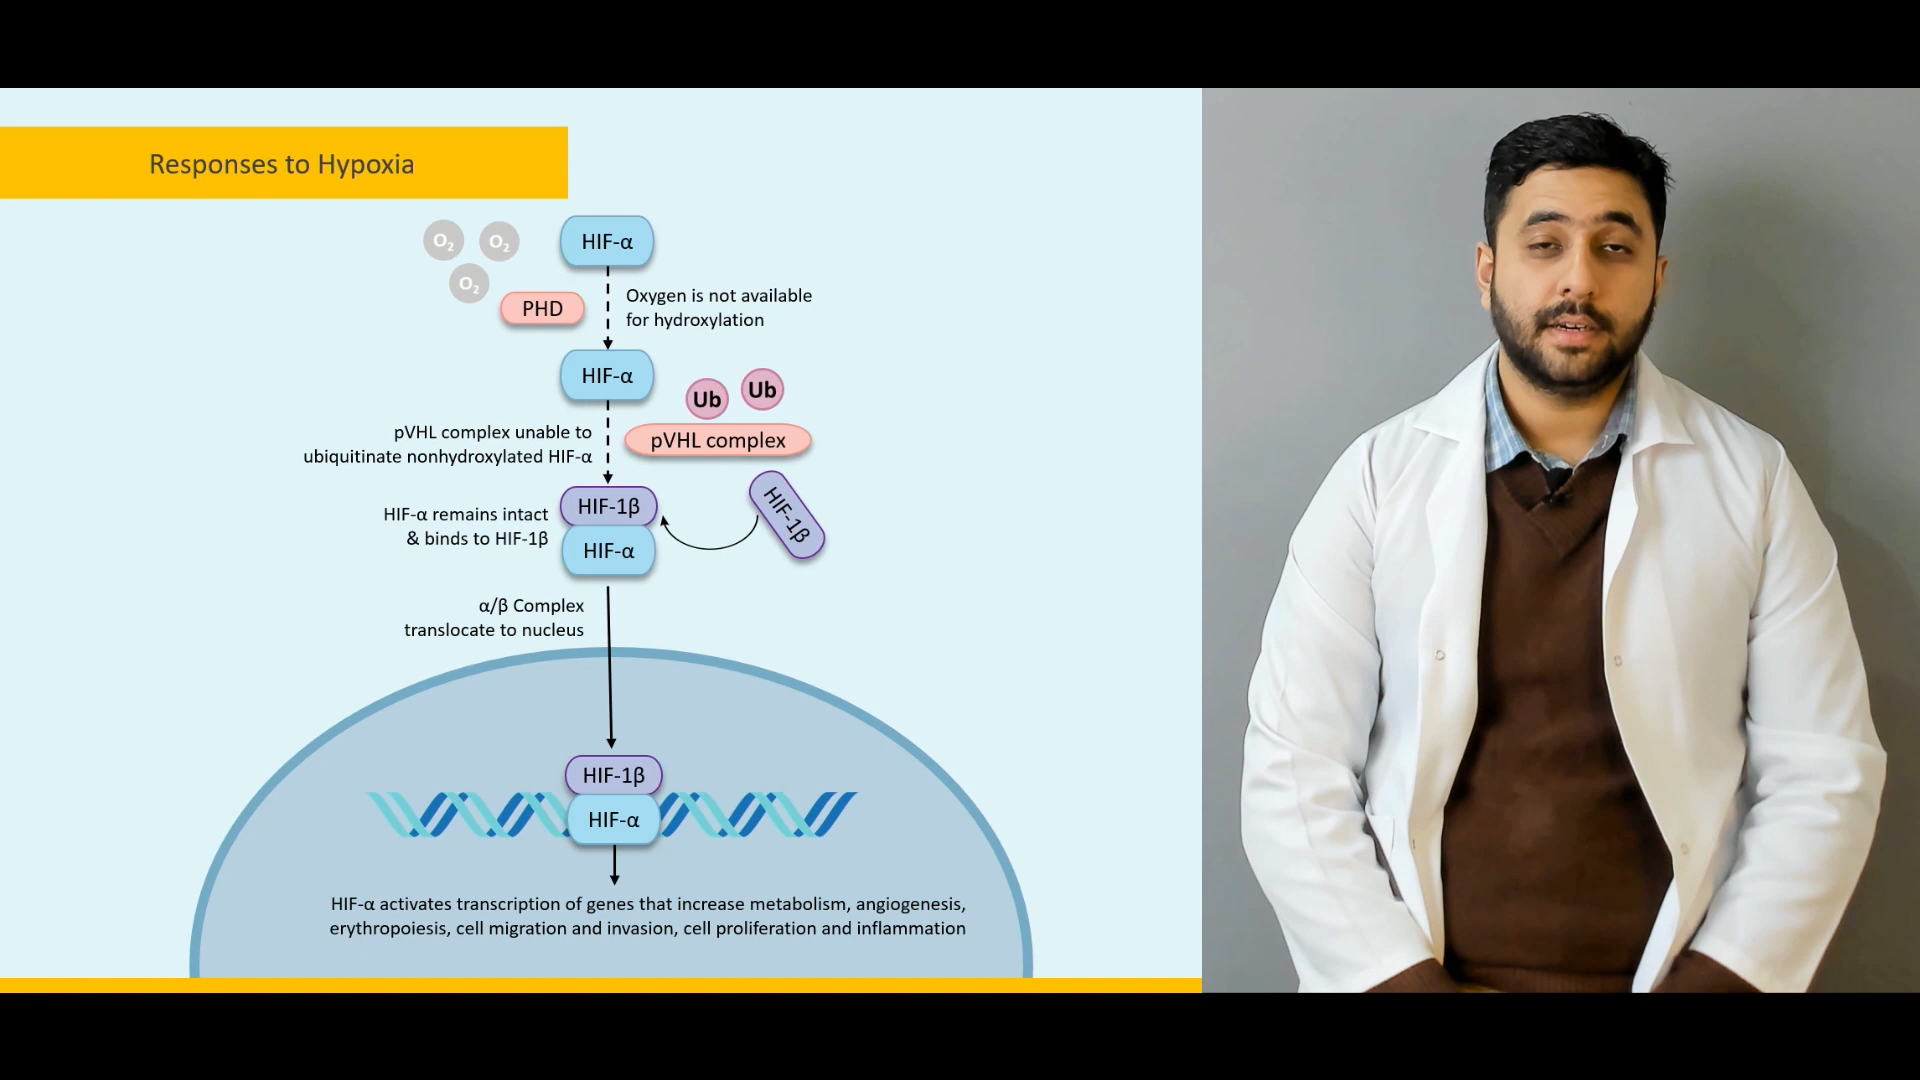 Responses to Hypoxia
O₂
O₂
O₂
HIF-α
PHD
Oxygen is not available
for hydroxylation
HIF-α
Ub
Ub
pVHL complex
pVHL complex unable to
ubiquitinate nonhydroxylated HIF-α
HIF-1β
HIF-1β
HIF-α remains intact
& binds to HIF-1β
HIF-α
α/β Complex
translocate to nucleus
HIF-1β
HIF-α
HIF-α activates transcription of genes that increase metabolism, angiogenesis,
erythropoiesis, cell migration and invasion, cell proliferation and inflammation